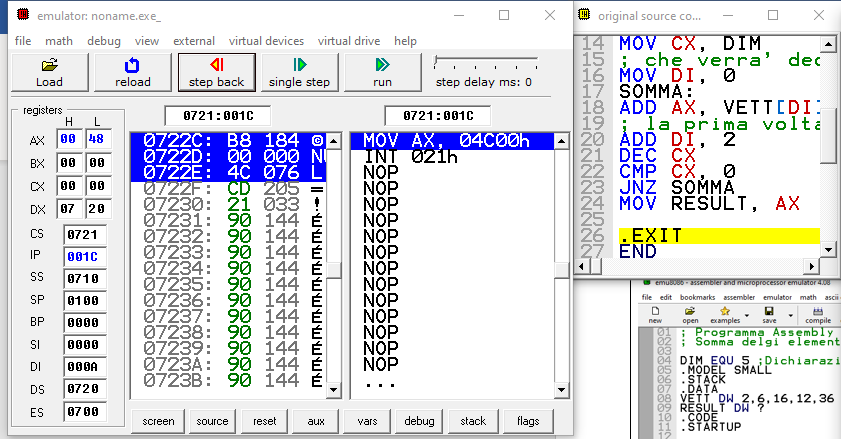 emulator: noname.exe_
file math debug view external virtual devices virtual drive help
Load reload step back single step run step delay ms: 0
registers
H L
AX 00 48
BX 00 00
CX 00 00
DX 07 20
CS 0721
IP 001C
SS 0710
SP 0100
BP 0000
SI 0000
DI 000A
DS 0720
ES 0700
0721:001C
0722C: B8 184 ©
0722D: 00 000 NU
0722E: 4C 076 L
0722F: CD 205 =
07230: 21 033 !
07231: 90 144 É
07232: 90 144 É
07233: 90 144 É
07234: 90 144 É
07235: 90 144 É
07236: 90 144 É
07237: 90 144 É
07238: 90 144 É
07239: 90 144 É
0723A: 90 144 É
0723B: 90 144 É
0721:001C
MOV AX, 04C00h
INT 021h
NOP
NOP
NOP
NOP
NOP
NOP
NOP
NOP
NOP
NOP
NOP
NOP
NOP
...
screen source reset aux vars debug stack flags
original source co...
14 MOV CX, DIM
15 ; che verra' dec
16 MOV DI, 0
17 SOMMA:
18 ADD AX, VETT[DI]
19 ; la prima volta
20 ADD DI, 2
21 DEC CX
22 CMP CX, 0
23 JNZ SOMMA
24 MOV RESULT, AX
25
26 .EXIT
27 END
emu8086 - assembler and microprocessor emulator 4.08
file edit bookmarks assembler emulator math ascii
new open examples save compile
01 ; Programma Assembly
02 ; Somma delgi element
03
04 DIM EQU 5 ;Dichiarazi
05 .MODEL SMALL
06 .STACK
07 .DATA
08 VETT DW 2,6,16,12,36
09 RESULT DW ?
10 .CODE
11 .STARTUP